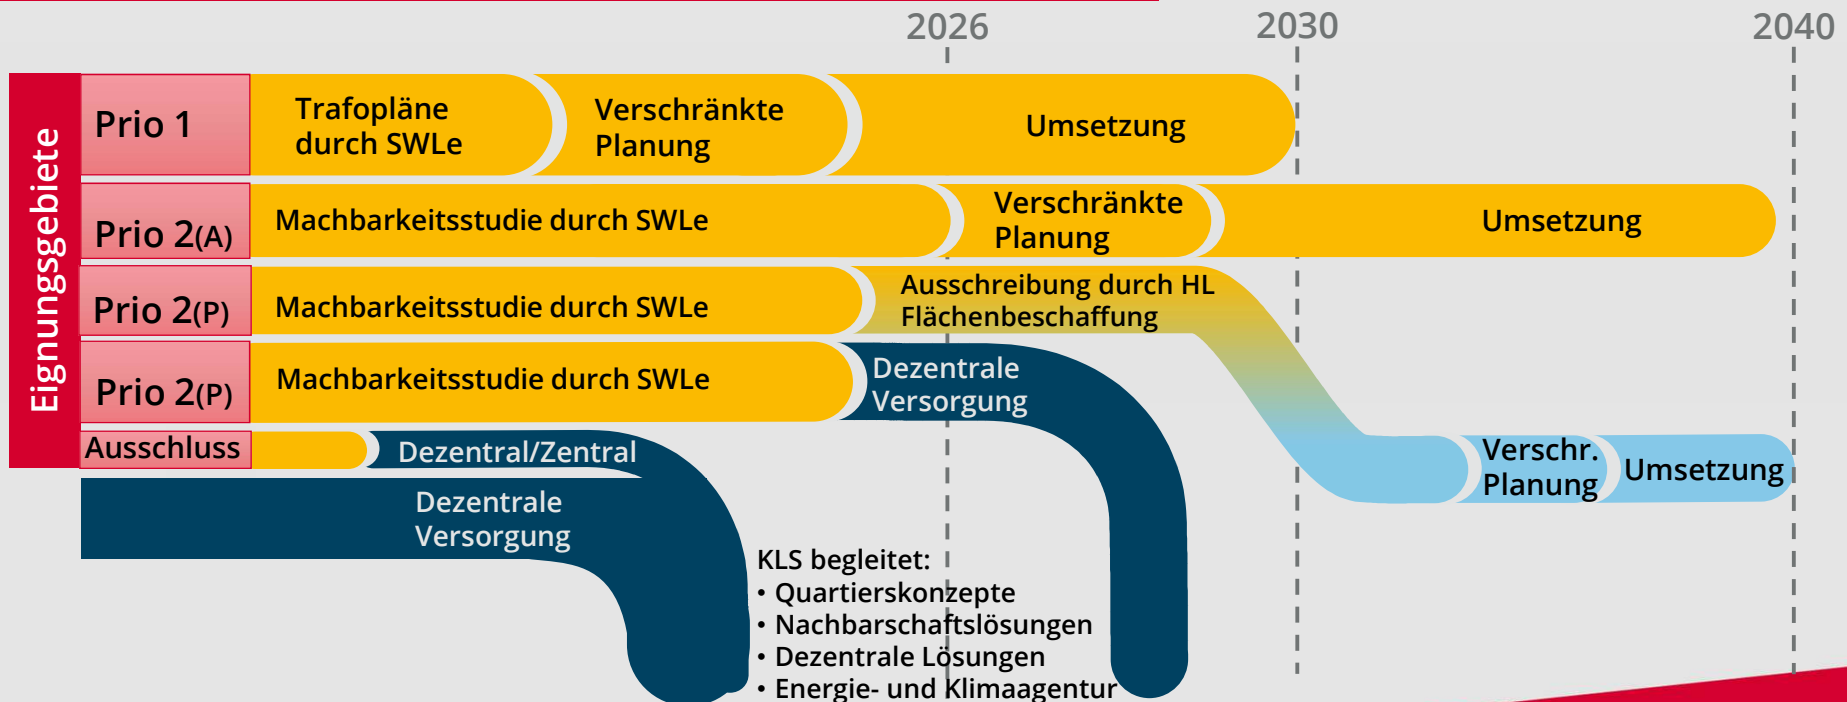 2026
2030
2040
Eignungsgebiete
Prio 1
Trafopläne
durch SWLe
Verschränkte
Planung
Umsetzung
Prio 2(A)
Machbarkeitsstudie durch SWLe
Verschränkte
Planung
Umsetzung
Prio 2(P)
Machbarkeitsstudie durch SWLe
Ausschreibung durch HL
Flächenbeschaffung
Prio 2(P)
Machbarkeitsstudie durch SWLe
Dezentrale
Versorgung
Ausschluss
Dezentral/Zentral
Verschr.
Planung
Umsetzung
Dezentrale
Versorgung
KLS begleitet:
• Quartierskonzepte
• Nachbarschaftslösungen
• Dezentrale Lösungen
• Energie- und Klimaagentur